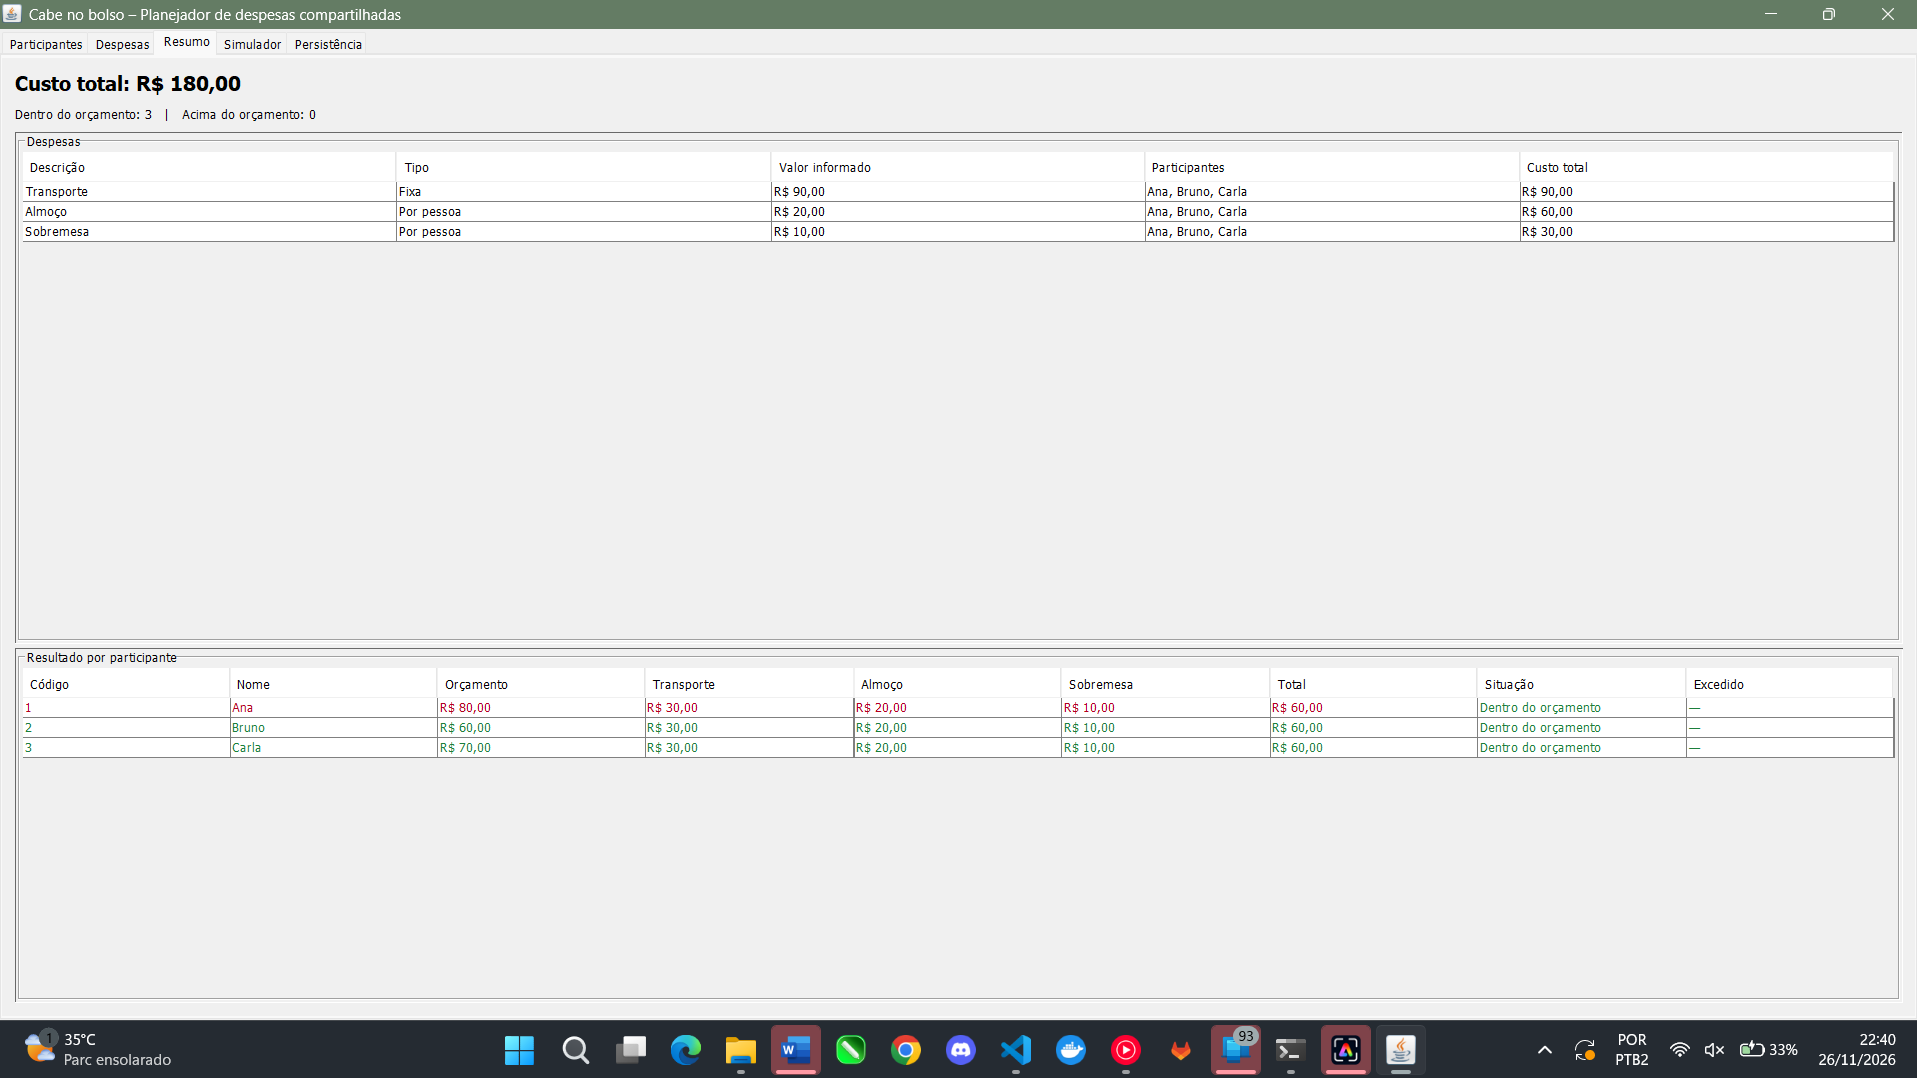 Cabe no bolso – Planejador de despesas compartilhadas
Participantes Despesas Resumo Simulador Persistência
Custo total: R$ 180,00
Dentro do orçamento: 3 | Acima do orçamento: 0
Despesas
Descrição Tipo Valor informado Participantes Custo total
Transporte Fixa R$ 90,00 Ana, Bruno, Carla R$ 90,00
Almoço Por pessoa R$ 20,00 Ana, Bruno, Carla R$ 60,00
Sobremesa Por pessoa R$ 10,00 Ana, Bruno, Carla R$ 30,00
Resultado por participante
Código Nome Orçamento Transporte Almoço Sobremesa Total Situação Excedido
1 Ana R$ 80,00 R$ 30,00 R$ 20,00 R$ 10,00 R$ 60,00 Dentro do orçamento —
2 Bruno R$ 60,00 R$ 30,00 R$ 20,00 R$ 10,00 R$ 60,00 Dentro do orçamento —
3 Carla R$ 70,00 R$ 30,00 R$ 20,00 R$ 10,00 R$ 60,00 Dentro do orçamento —
1 35°C
Parc ensolarado
W
93
POR
PTB2
33%
22:40
26/11/2026